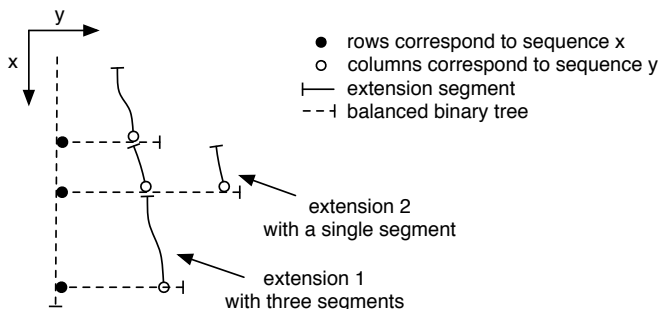 y
x
rows correspond to sequence x
columns correspond to sequence y
extension segment
balanced binary tree
extension 2
with a single segment
extension 1
with three segments